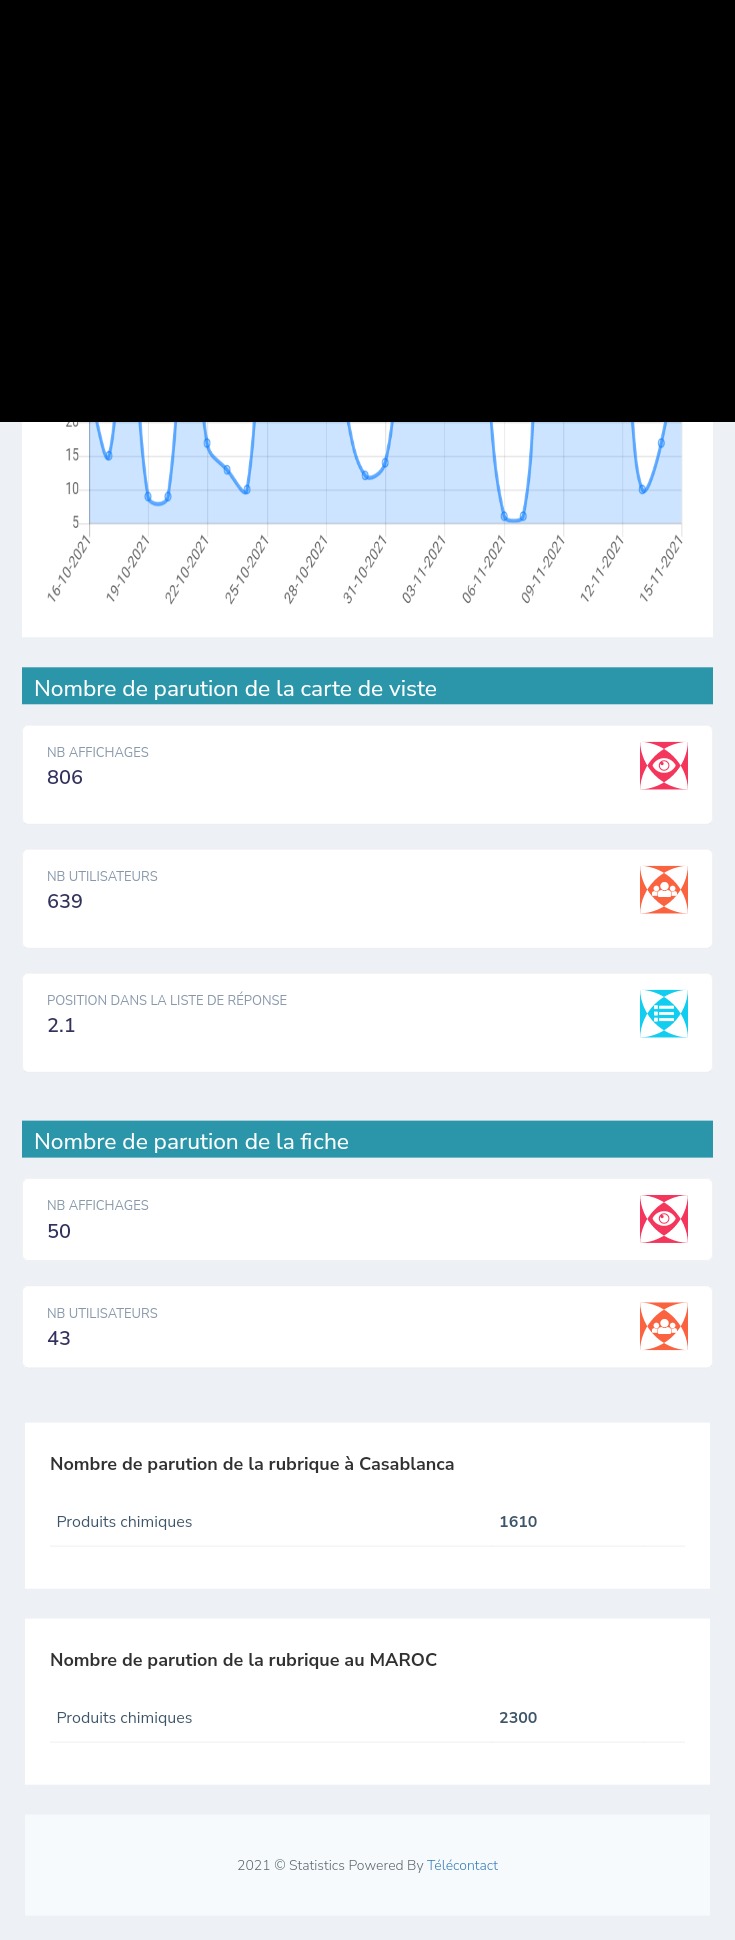 20
15
10
5
16-10-2021 19-10-2021 22-10-2021 25-10-2021 28-10-2021 31-10-2021 03-11-2021 06-11-2021 09-11-2021 12-11-2021 15-11-2021
Nombre de parution de la carte de viste
NB AFFICHAGES
806
NB UTILISATEURS
639
POSITION DANS LA LISTE DE RÉPONSE
2.1
Nombre de parution de la fiche
NB AFFICHAGES
50
NB UTILISATEURS
43
Nombre de parution de la rubrique à Casablanca
Produits chimiques 1610
Nombre de parution de la rubrique au MAROC
Produits chimiques 2300
2021 © Statistics Powered By Télécontact